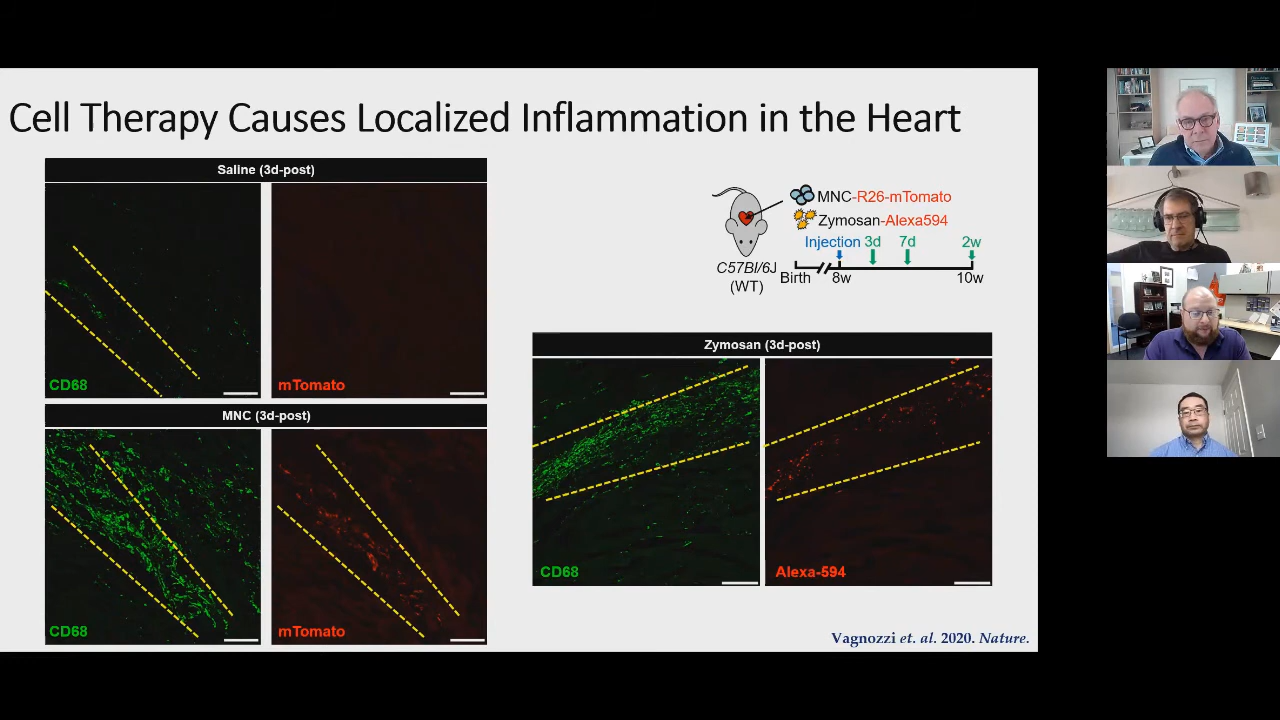 Cell Therapy Causes Localized Inflammation in the Heart
Saline (3d-post)
CD68
mTomato
MNC (3d-post)
CD68
mTomato
MNC-R26-mTomato
Zymosan-Alexa594
Injection 3d 7d 2w
C57Bl/6J
(WT)
Birth 8w 10w
Zymosan (3d-post)
CD68
Alexa-594
Vagnozzi et. al. 2020. Nature.